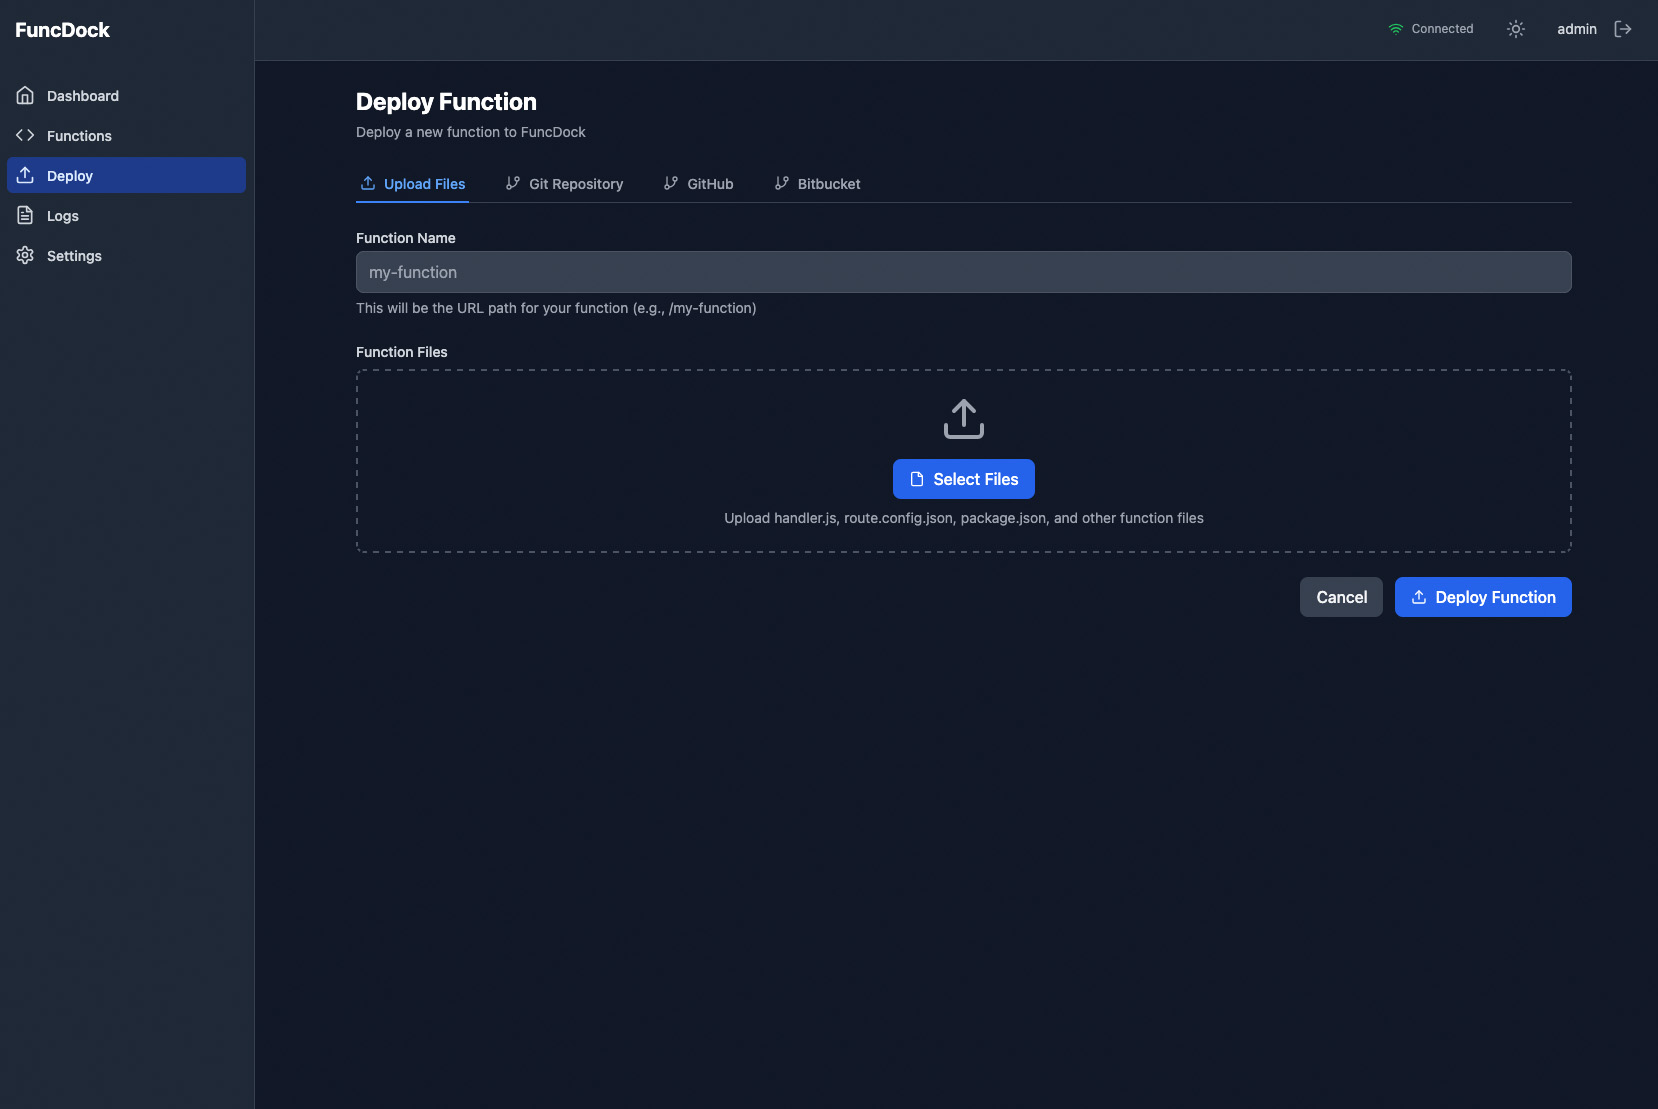 FuncDock
Connected
admin
Dashboard
Functions
Deploy
Logs
Settings
Deploy Function
Deploy a new function to FuncDock
Upload Files
Git Repository
GitHub
Bitbucket
Function Name
my-function
This will be the URL path for your function (e.g., /my-function)
Function Files
Select Files
Upload handler.js, route.config.json, package.json, and other function files
Cancel
Deploy Function